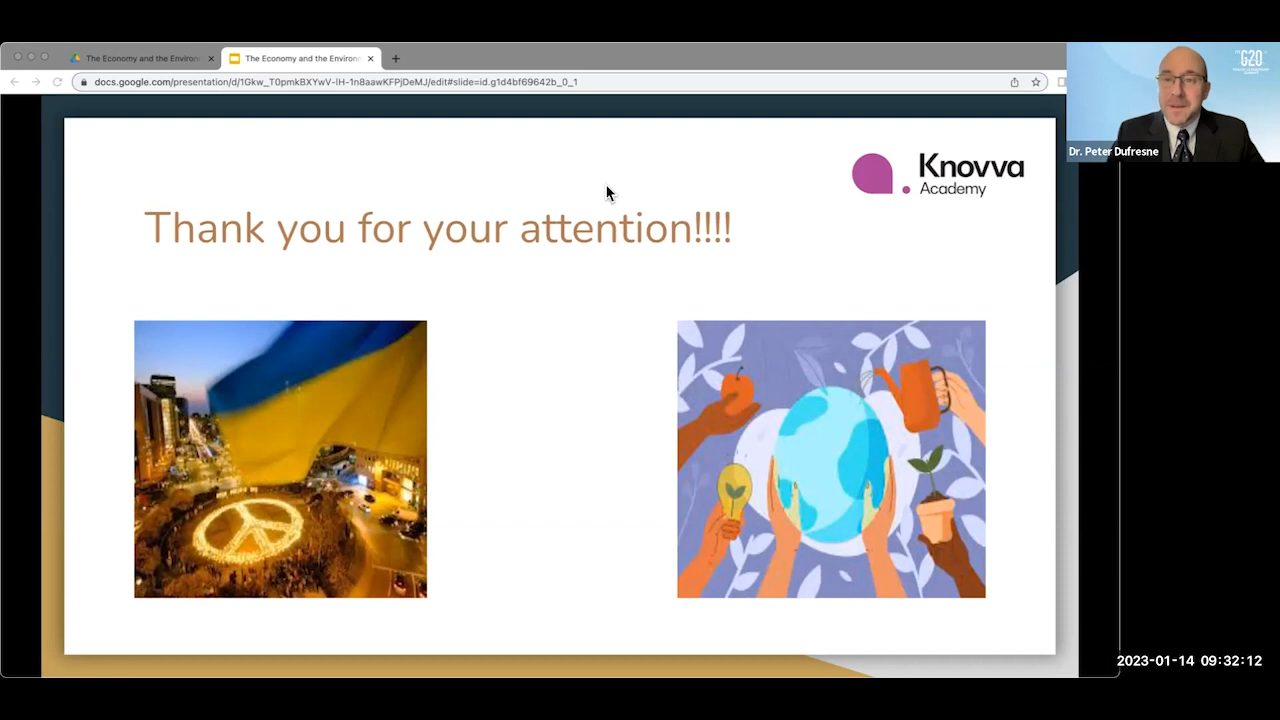 The Economy and the Environ
The Economy and the Environ
docs.google.com/presentation/d/1Gkw_T0pmkBXYwV-lH-1n8aawKFPjDeMJ/edit#slide=id.g1d4bf69642b_0_1
G20
Dr. Peter Dufresne
Knovva
Academy
Thank you for your attention!!!!
2023-01-14 09:32:12